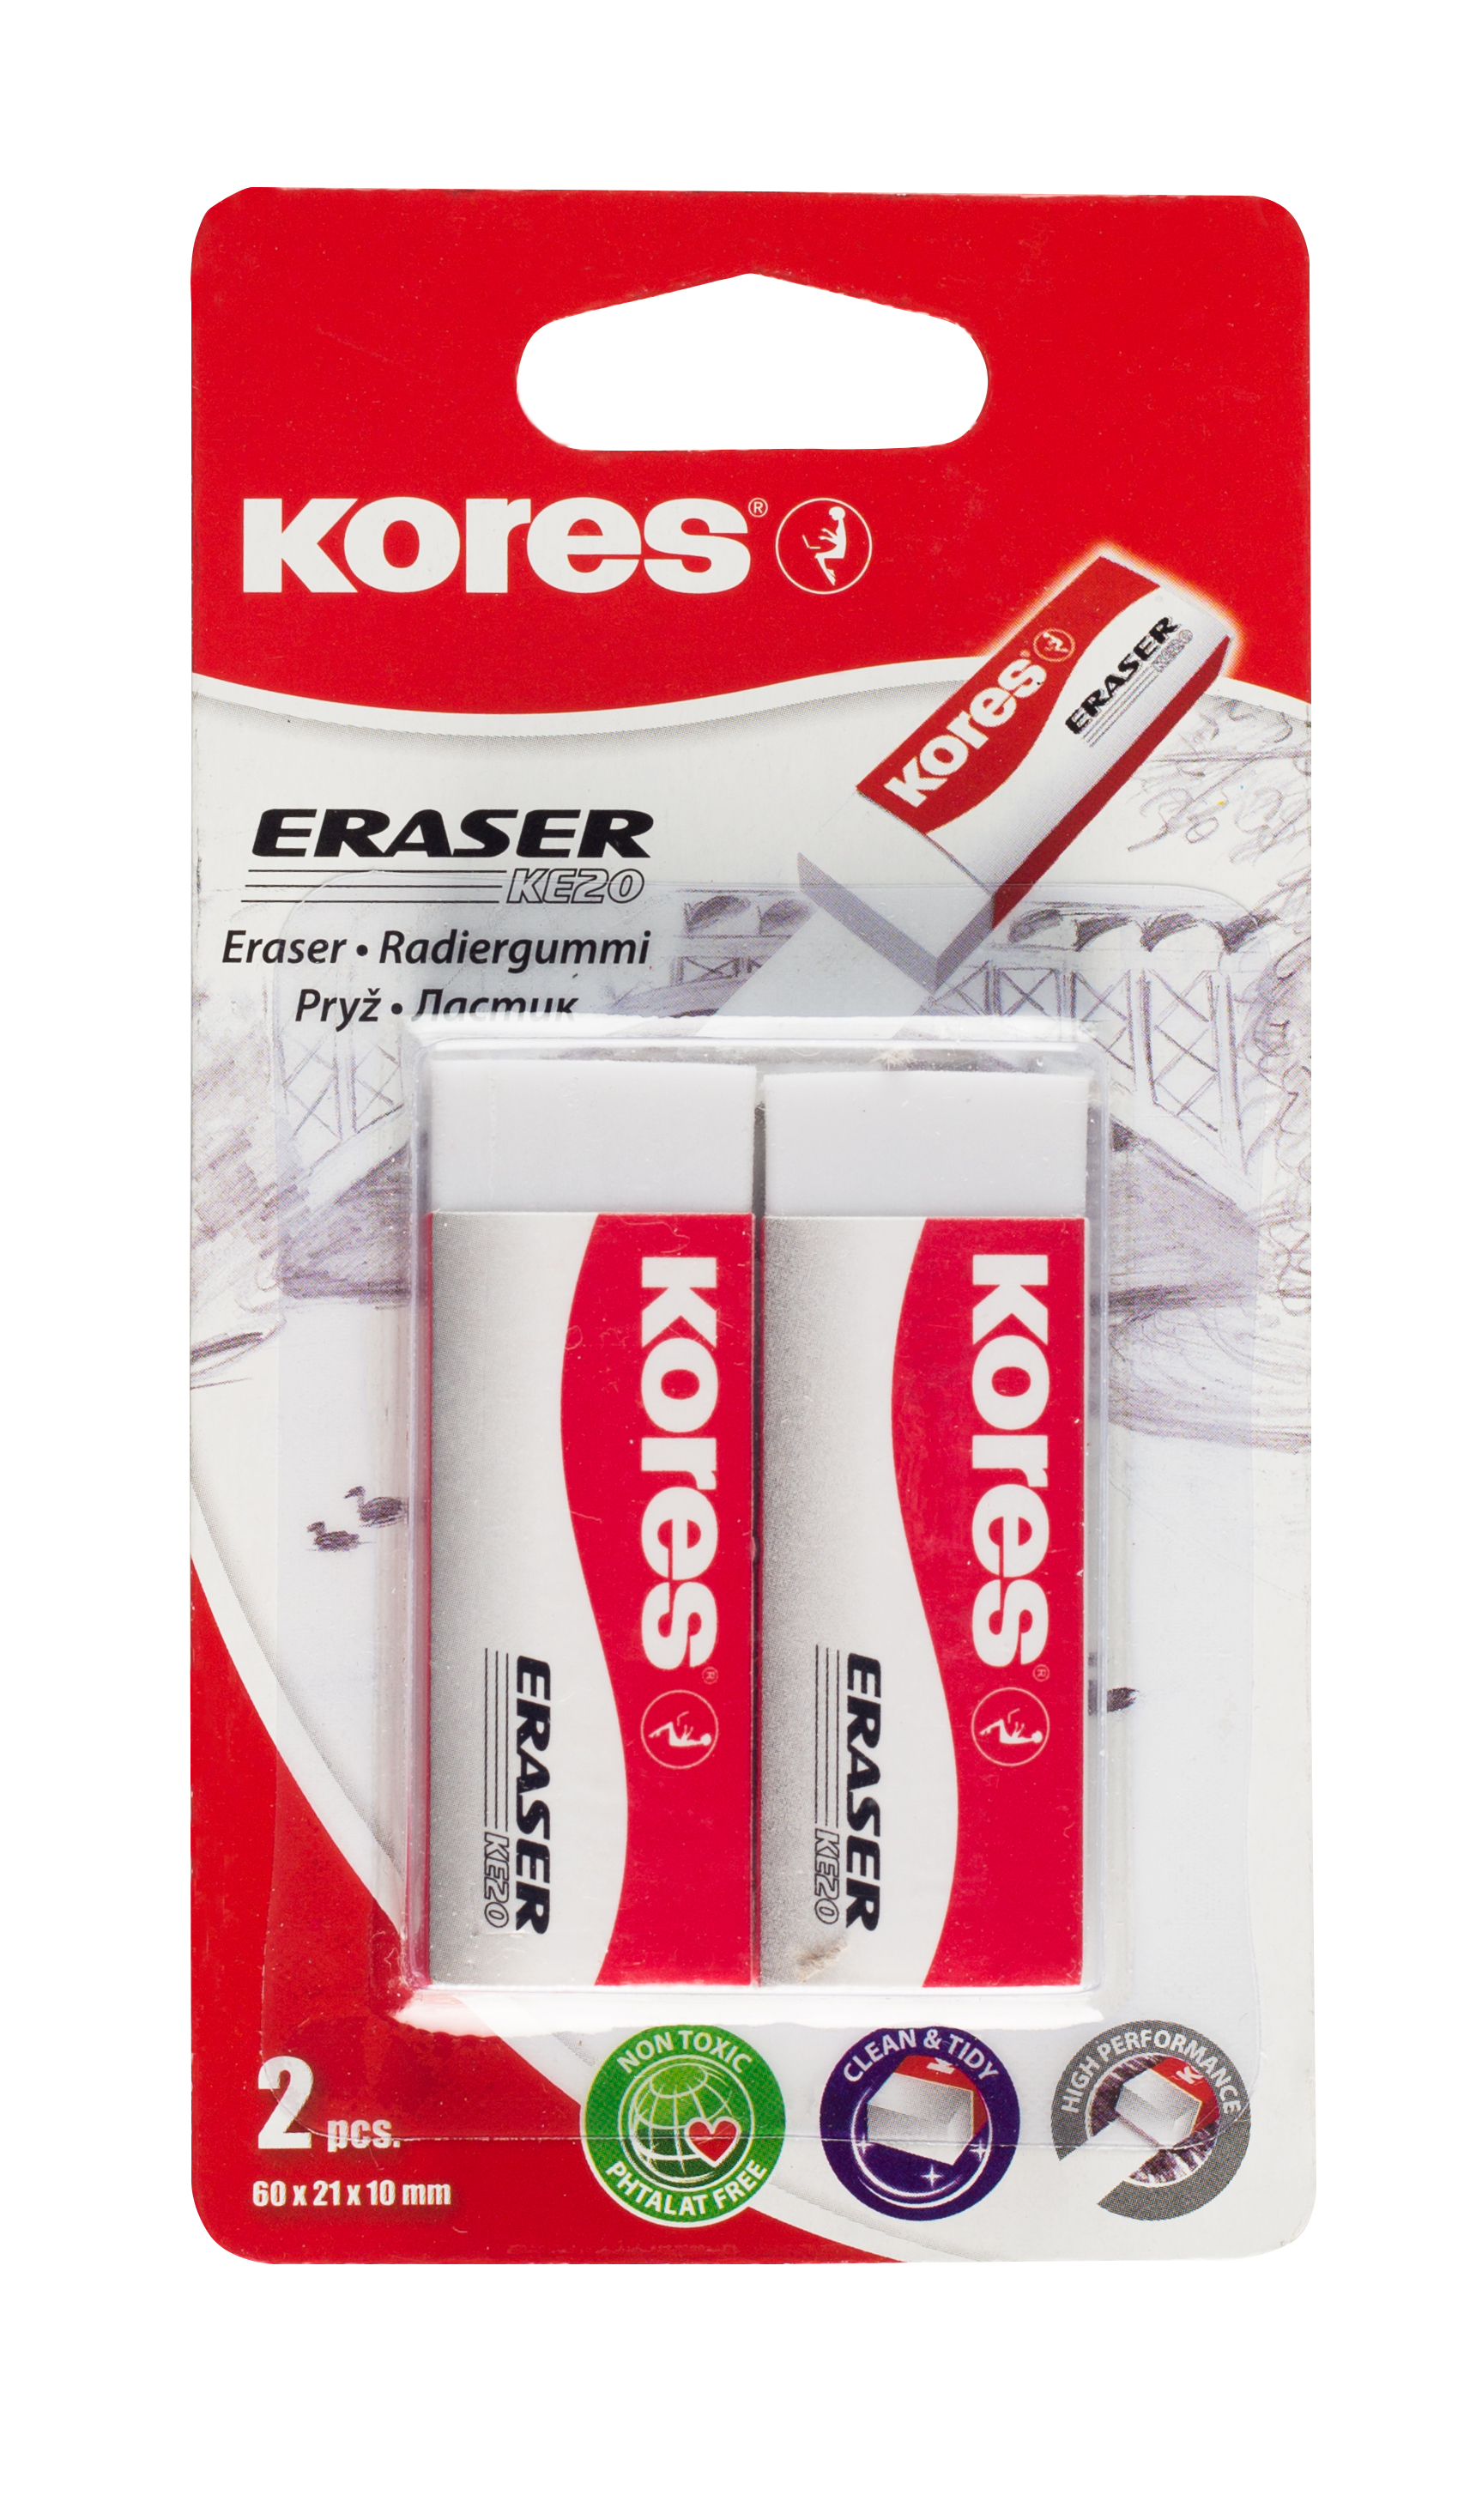 Kores®
Kores®
ERASER
KE20
ERASER
KE20
Eraser • Radiergummi
Pryž • Ластик
Kores®
ERASER
KE20
Kores®
ERASER
KE20
2 pcs.
60 x 21 x 10 mm
NON TOXIC
PHTALAT FREE
CLEAN & TIDY
K
HIGH PERFORMANCE
K